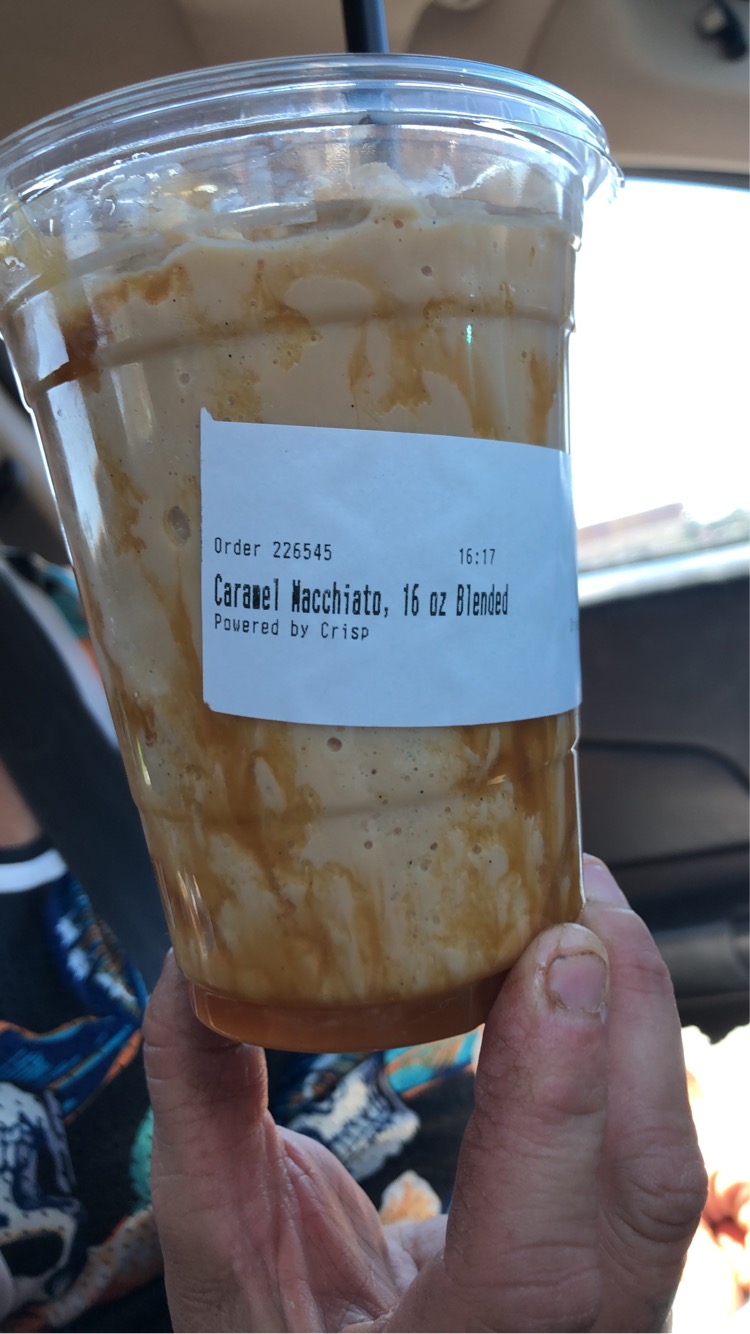 Order 226545 16:17
Caramel Macchiato, 16 oz Blended
Powered by Crisp